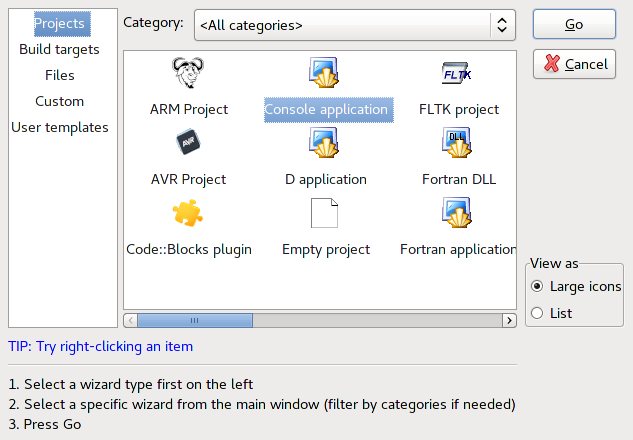 Projects
Build targets
Files
Custom
User templates
Category:
<All categories>
Go
Cancel
ARM Project
Console application
FLTK
FLTK project
AVR
AVR Project
D application
DLL
Fortran DLL
Code::Blocks plugin
Empty project
Fortran application
View as
Large icons
List
TIP: Try right-clicking an item
1. Select a wizard type first on the left
2. Select a specific wizard from the main window (filter by categories if needed)
3. Press Go